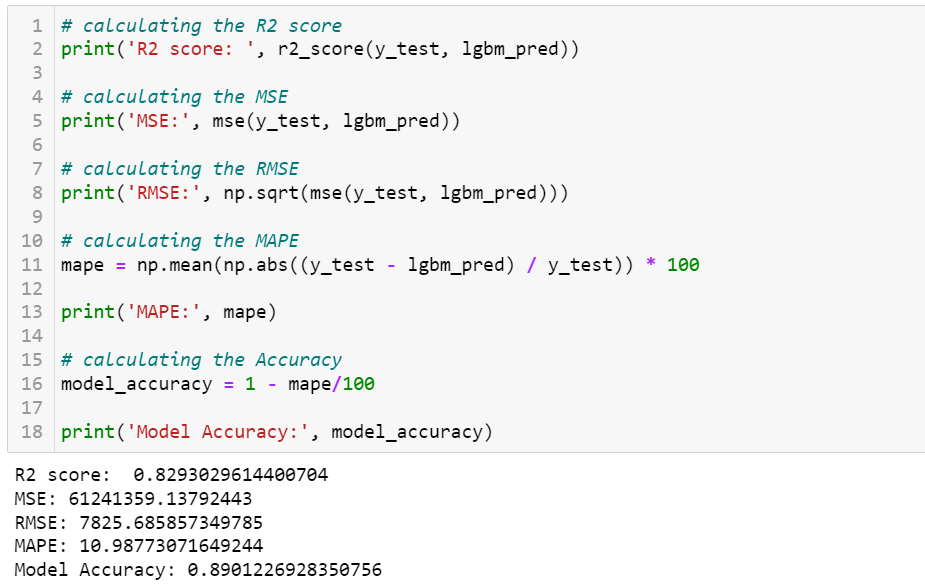 1 # calculating the R2 score
2 print('R2 score: ', r2_score(y_test, lgbm_pred))
3
4 # calculating the MSE
5 print('MSE:', mse(y_test, lgbm_pred))
6
7 # calculating the RMSE
8 print('RMSE:', np.sqrt(mse(y_test, lgbm_pred)))
9
10 # calculating the MAPE
11 mape = np.mean(np.abs((y_test - lgbm_pred) / y_test)) * 100
12
13 print('MAPE:', mape)
14
15 # calculating the Accuracy
16 model_accuracy = 1 - mape/100
17
18 print('Model Accuracy:', model_accuracy)
R2 score:  0.8293029614400704
MSE: 61241359.13792443
RMSE: 7825.685857349785
MAPE: 10.98773071649244
Model Accuracy: 0.8901226928350756